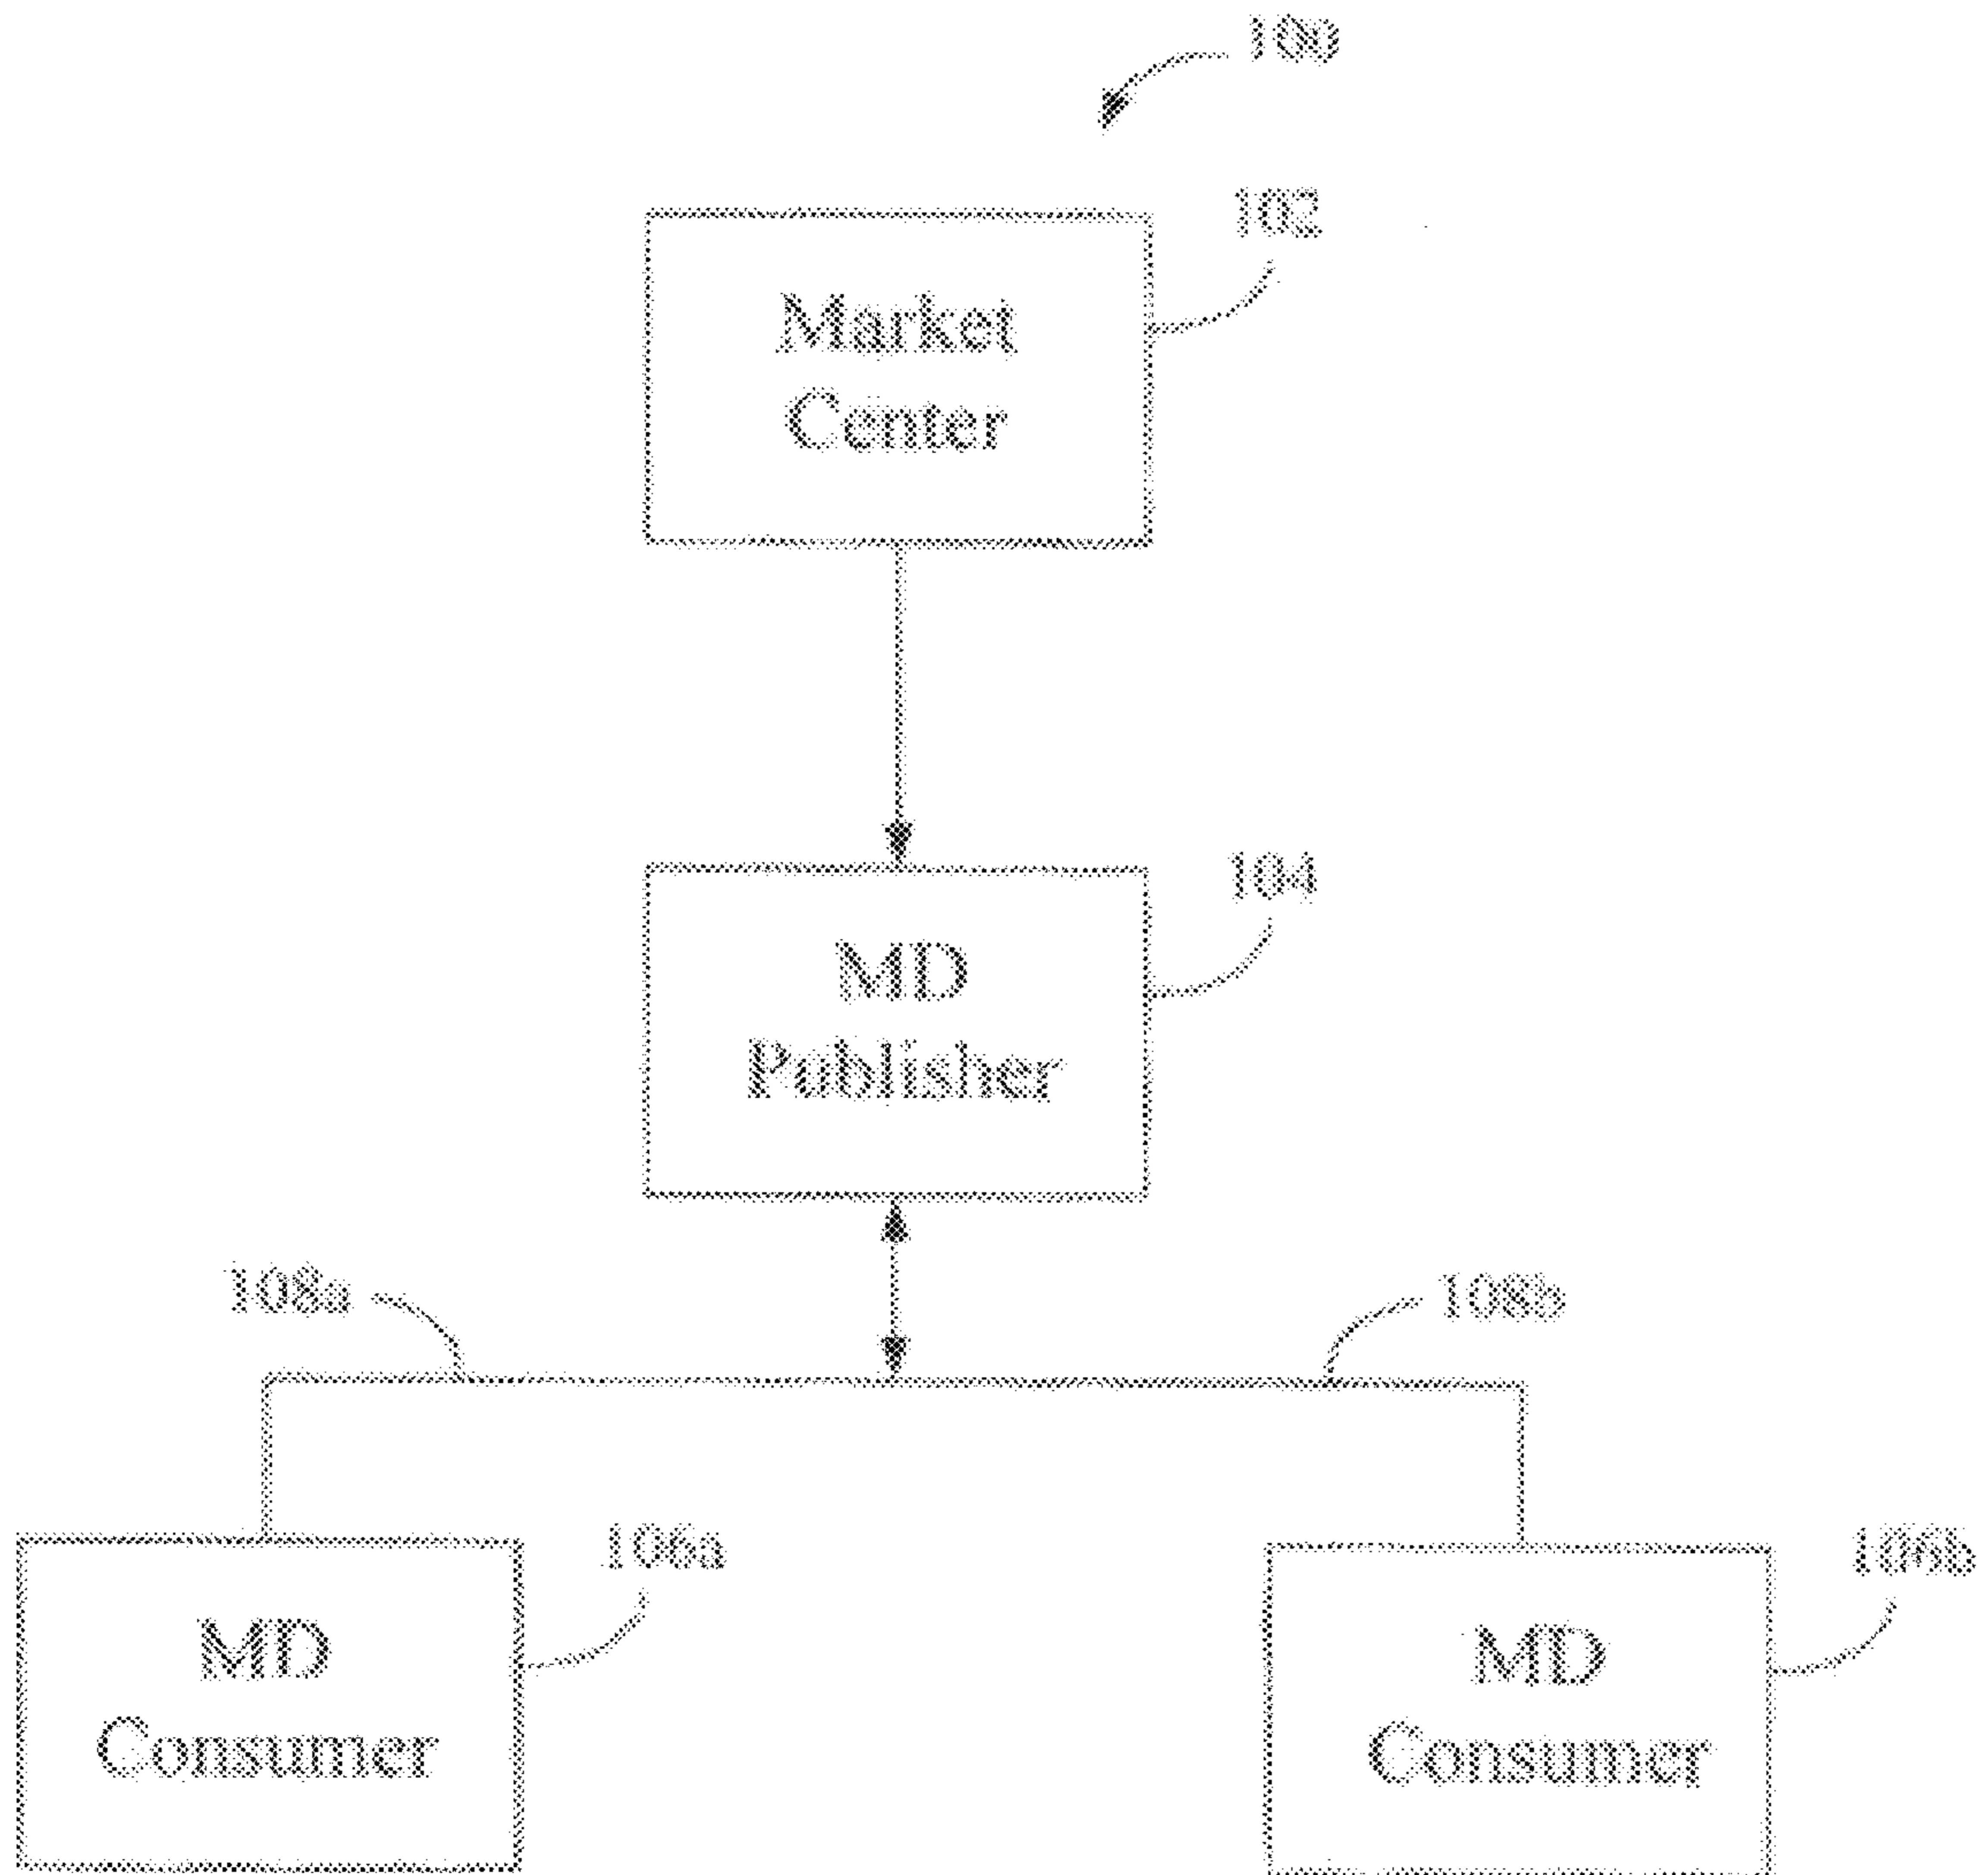 100
102
Market
Center
104
MD
Publisher
108a
108b
106a
106b
MD
Consumer
MD
Consumer